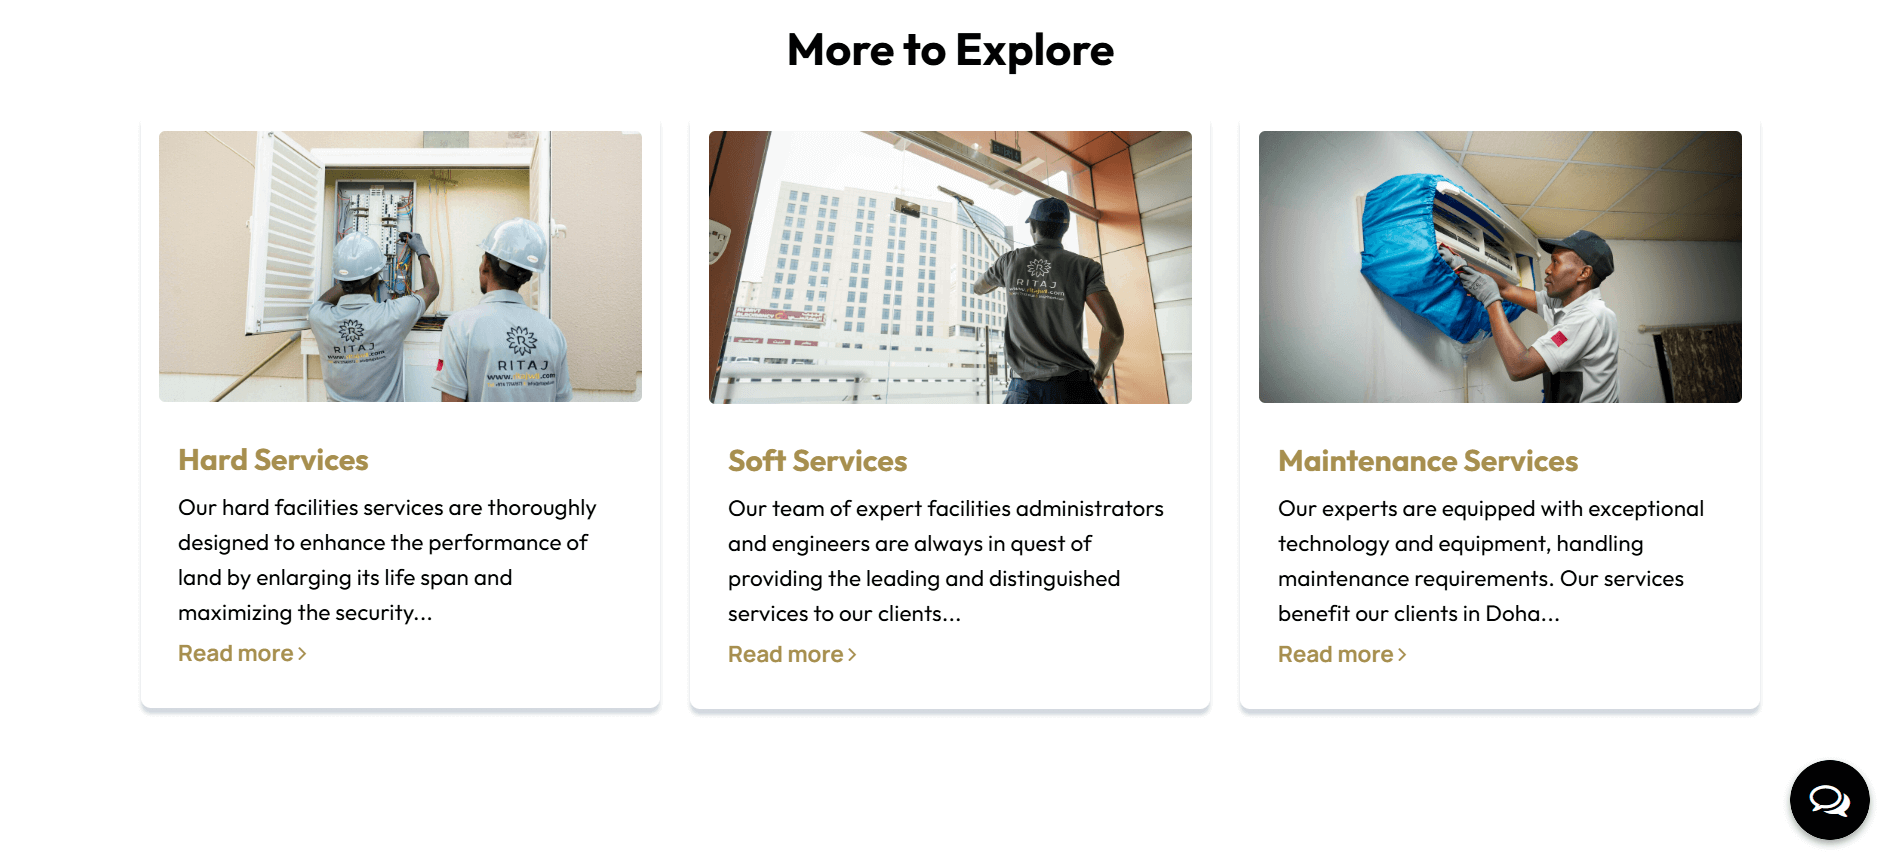 More to Explore
RITAJ
RITAJ
RITAJ
Hard Services
Our hard facilities services are thoroughly
designed to enhance the performance of
land by enlarging its life span and
maximizing the security...
Read more >
Soft Services
Our team of expert facilities administrators
and engineers are always in quest of
providing the leading and distinguished
services to our clients...
Read more >
Maintenance Services
Our experts are equipped with exceptional
technology and equipment, handling
maintenance requirements. Our services
benefit our clients in Doha...
Read more >